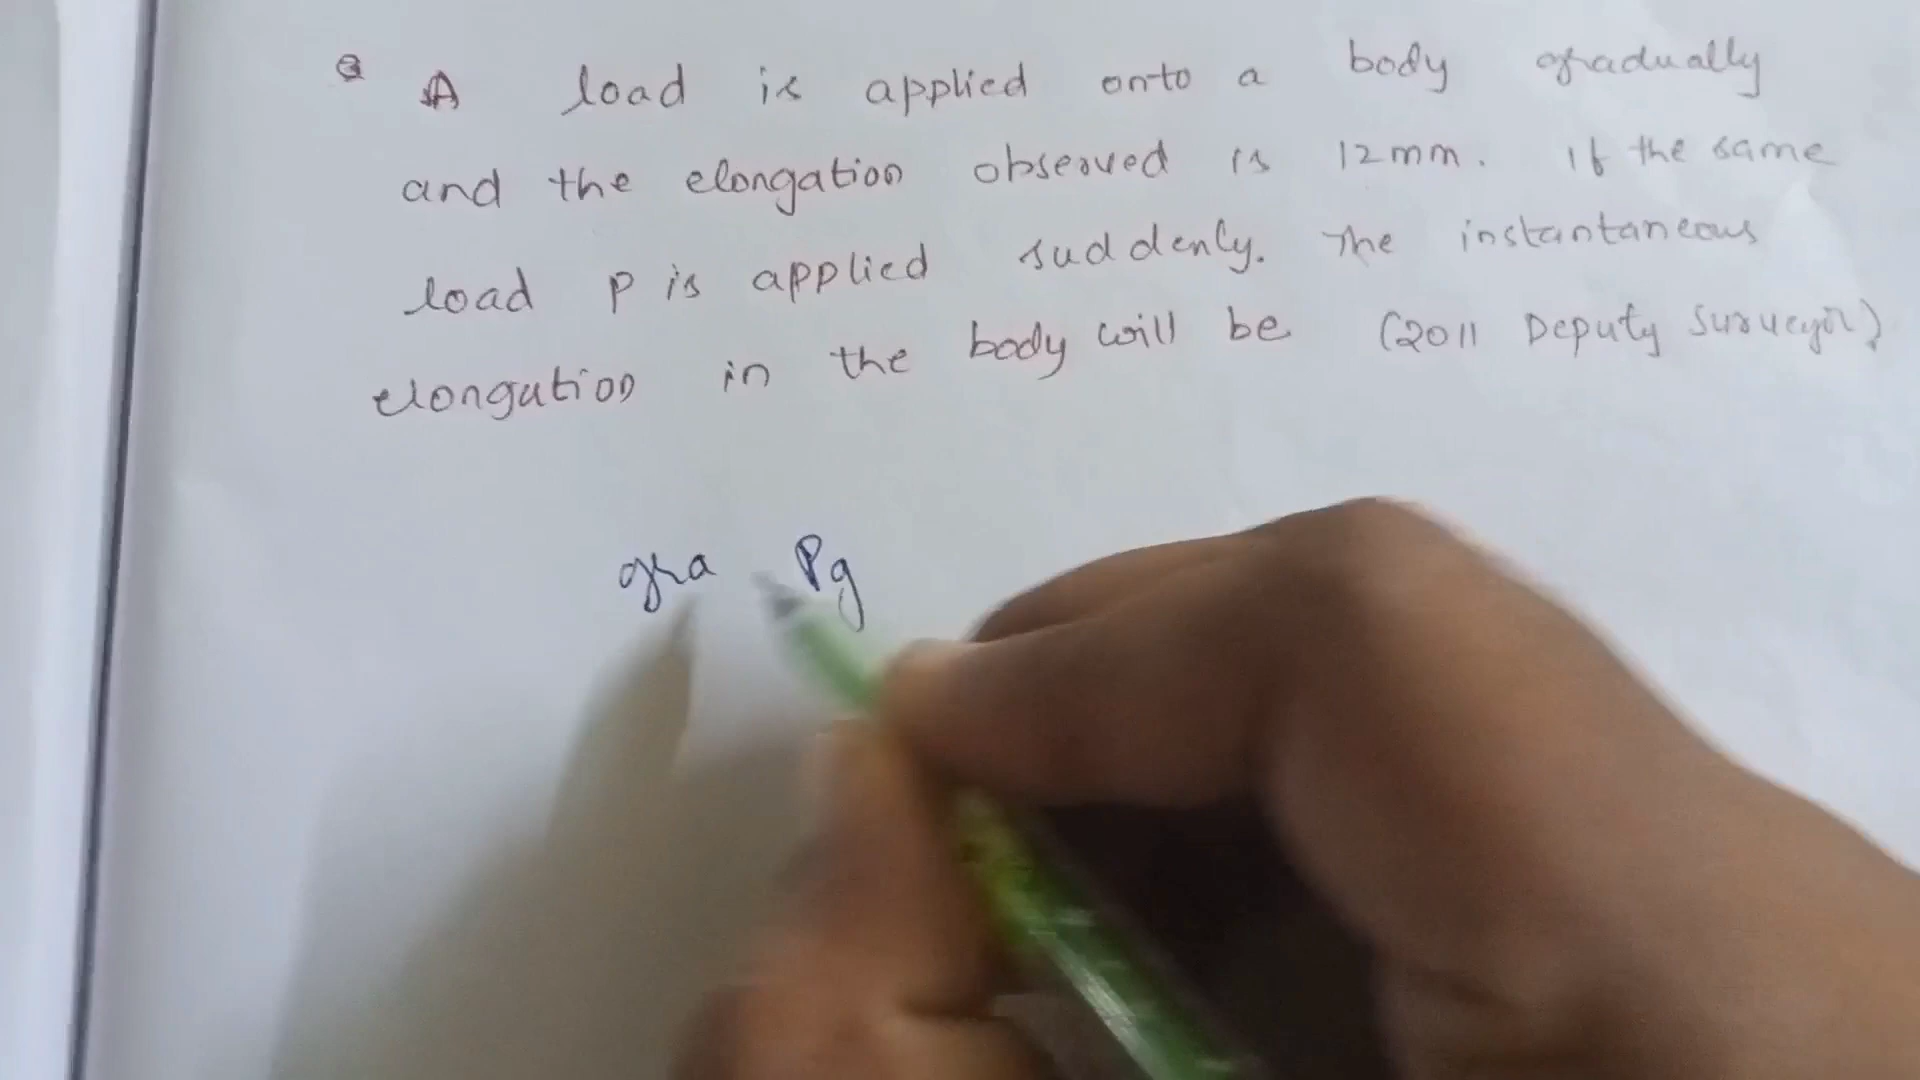 Q A load is applied onto a body gradually
and the elongation observed is 12mm. If the same
load P is applied suddenly. The instantaneous
elongation in the body will be (2011 Deputy Surveyor)
gra Pg